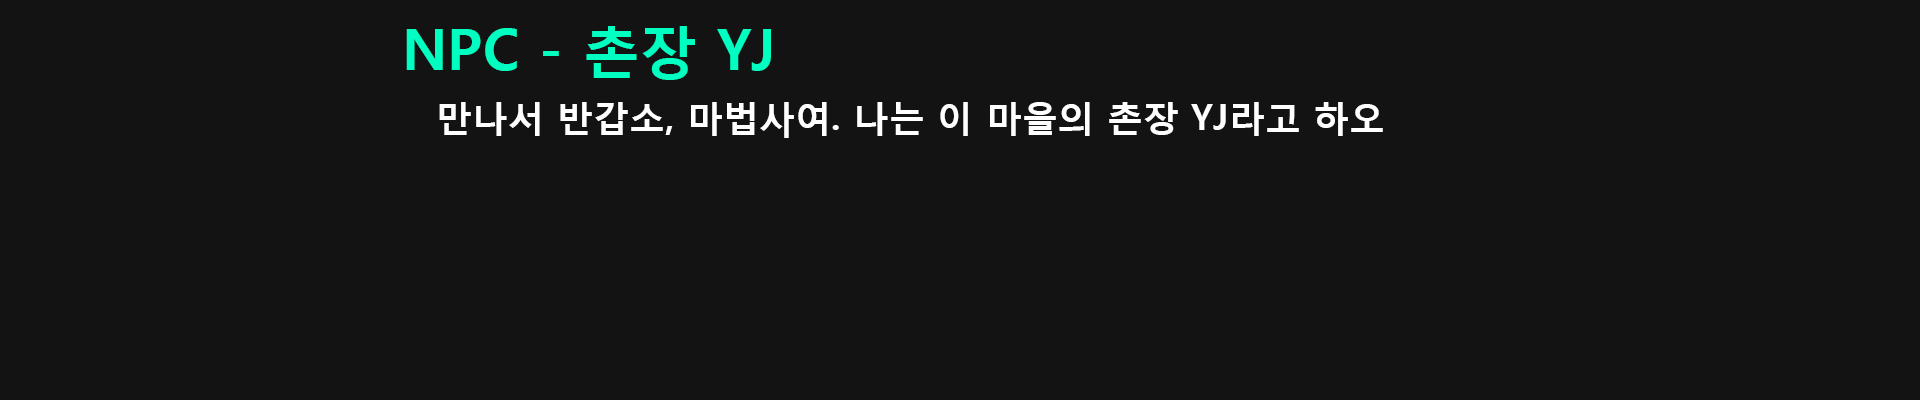 NPC - 촌장 YJ
만나서 반갑소, 마법사여. 나는 이 마을의 촌장 YJ라고 하오